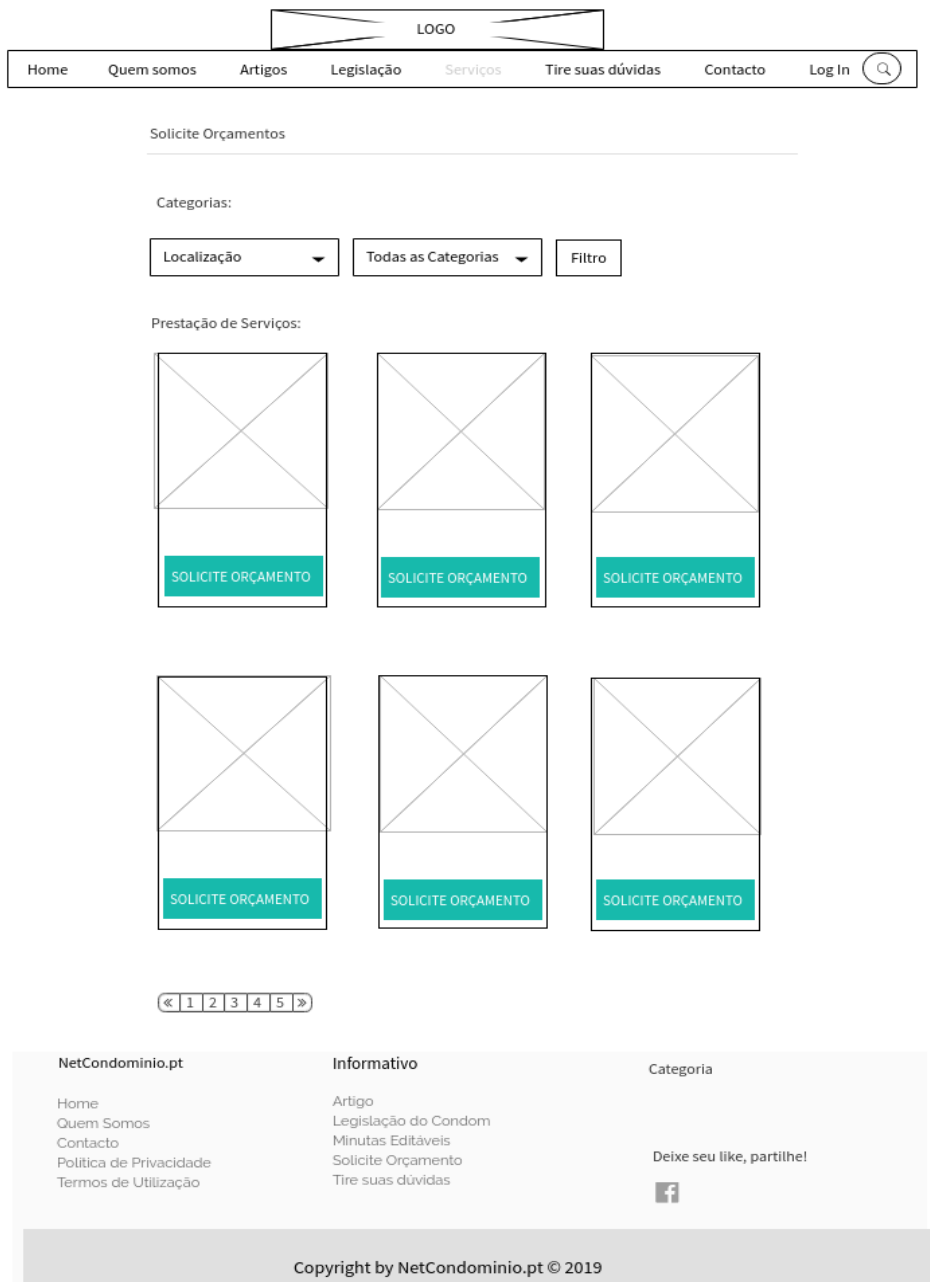 LOGO
Home Quem somos Artigos Legislação Serviços Tire suas dúvidas Contacto Log In
Solicite Orçamentos
Categorias:
Localização Todas as Categorias Filtro
Prestação de Serviços:
SOLICITE ORÇAMENTO SOLICITE ORÇAMENTO SOLICITE ORÇAMENTO
SOLICITE ORÇAMENTO SOLICITE ORÇAMENTO SOLICITE ORÇAMENTO
« 1 2 3 4 5 »
NetCondominio.pt
Home
Quem Somos
Contacto
Política de Privacidade
Termos de Utilização
Informativo
Artigo
Legislação do Condom
Minutas Editáveis
Solicite Orçamento
Tire suas dúvidas
Categoria
Deixe seu like, partilhe!
Copyright by NetCondominio.pt © 2019